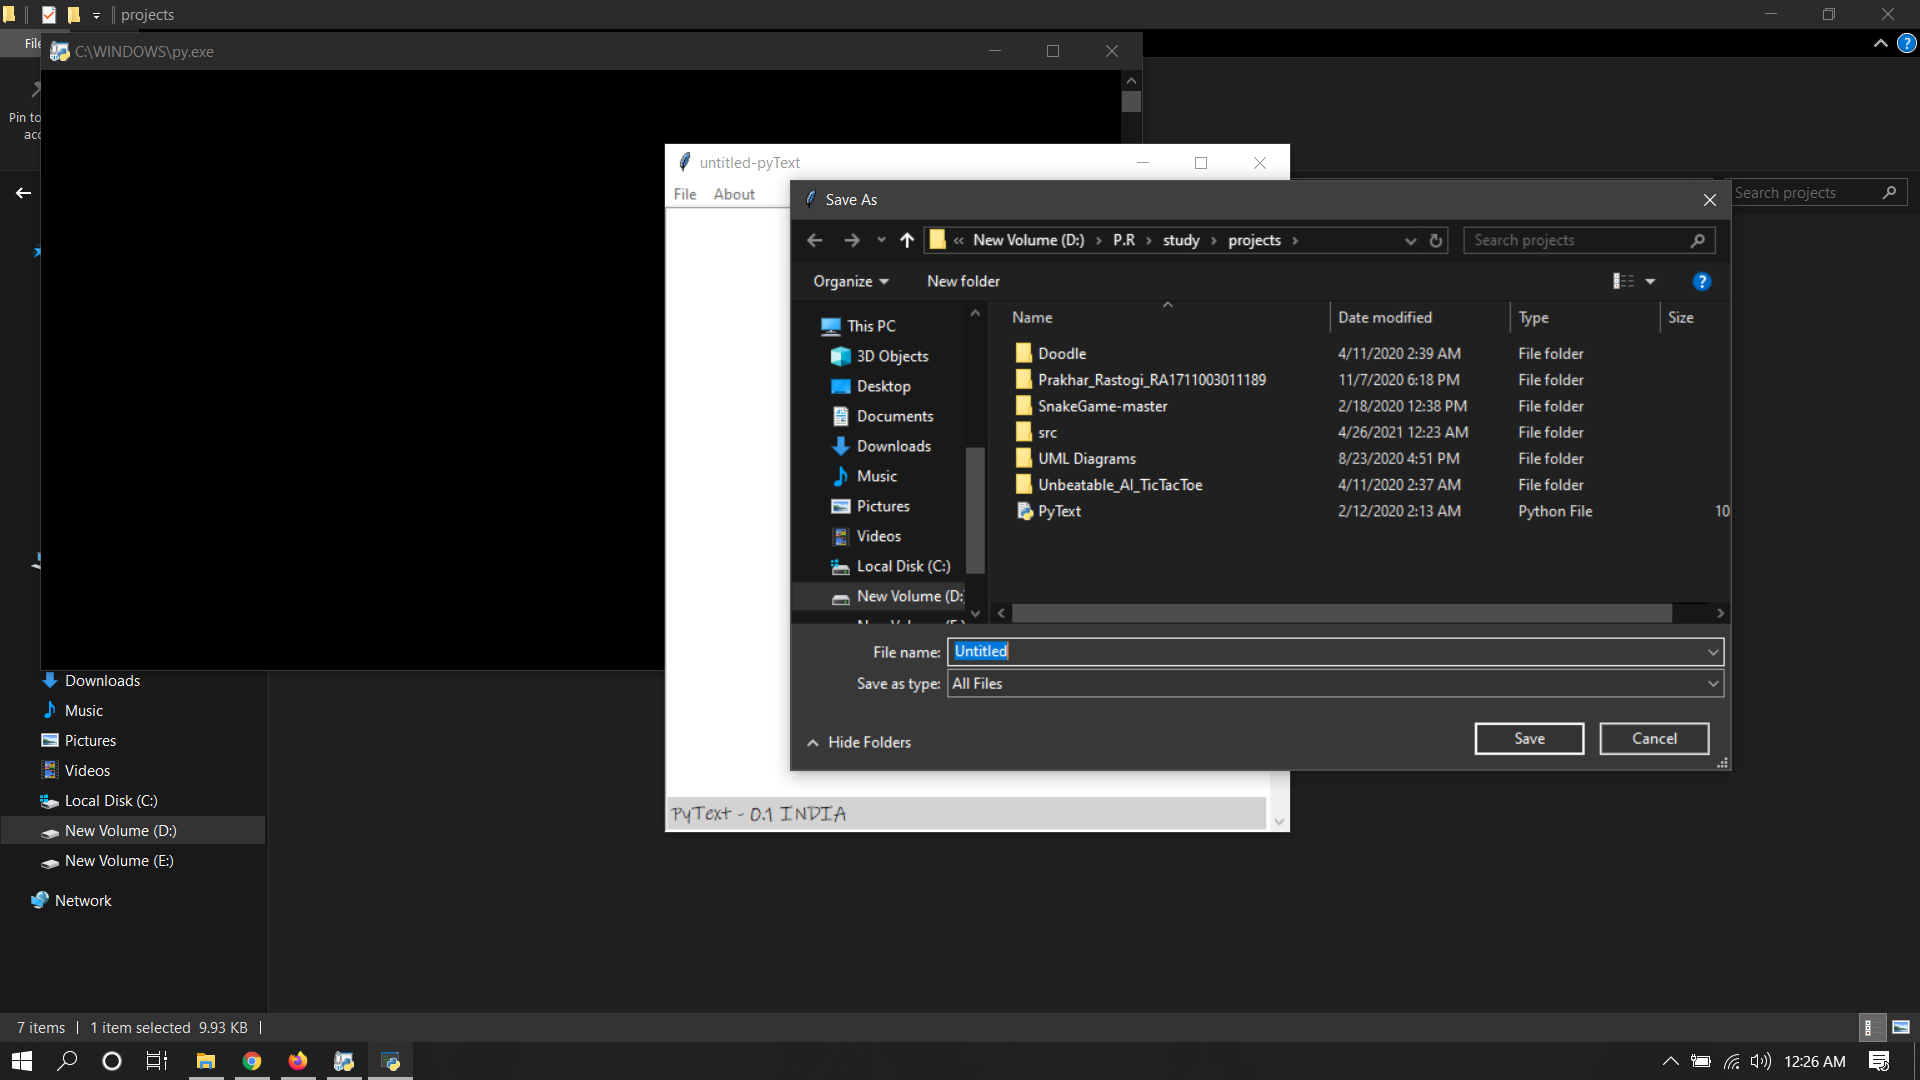 projects
File
C:\WINDOWS\py.exe
Pin to
untitled-pyText
File About
Save As
Search projects
« New Volume (D:) › P.R › study › projects ›
Search projects
Organize
New folder
This PC
3D Objects
Desktop
Documents
Downloads
Music
Pictures
Videos
Local Disk (C:)
New Volume (D:)
Name Date modified Type Size
Doodle 4/11/2020 2:39 AM File folder
Prakhar_Rastogi_RA1711003011189 11/7/2020 6:18 PM File folder
SnakeGame-master 2/18/2020 12:38 PM File folder
src 4/26/2021 12:23 AM File folder
UML Diagrams 8/23/2020 4:51 PM File folder
Unbeatable_AI_TicTacToe 4/11/2020 2:37 AM File folder
PyText 2/12/2020 2:13 AM Python File 10
File name: Untitled
Save as type: All Files
Hide Folders
Save Cancel
PyText - 0.1 INDIA
Downloads
Music
Pictures
Videos
Local Disk (C:)
New Volume (D:)
New Volume (E:)
Network
7 items 1 item selected 9.93 KB
12:26 AM